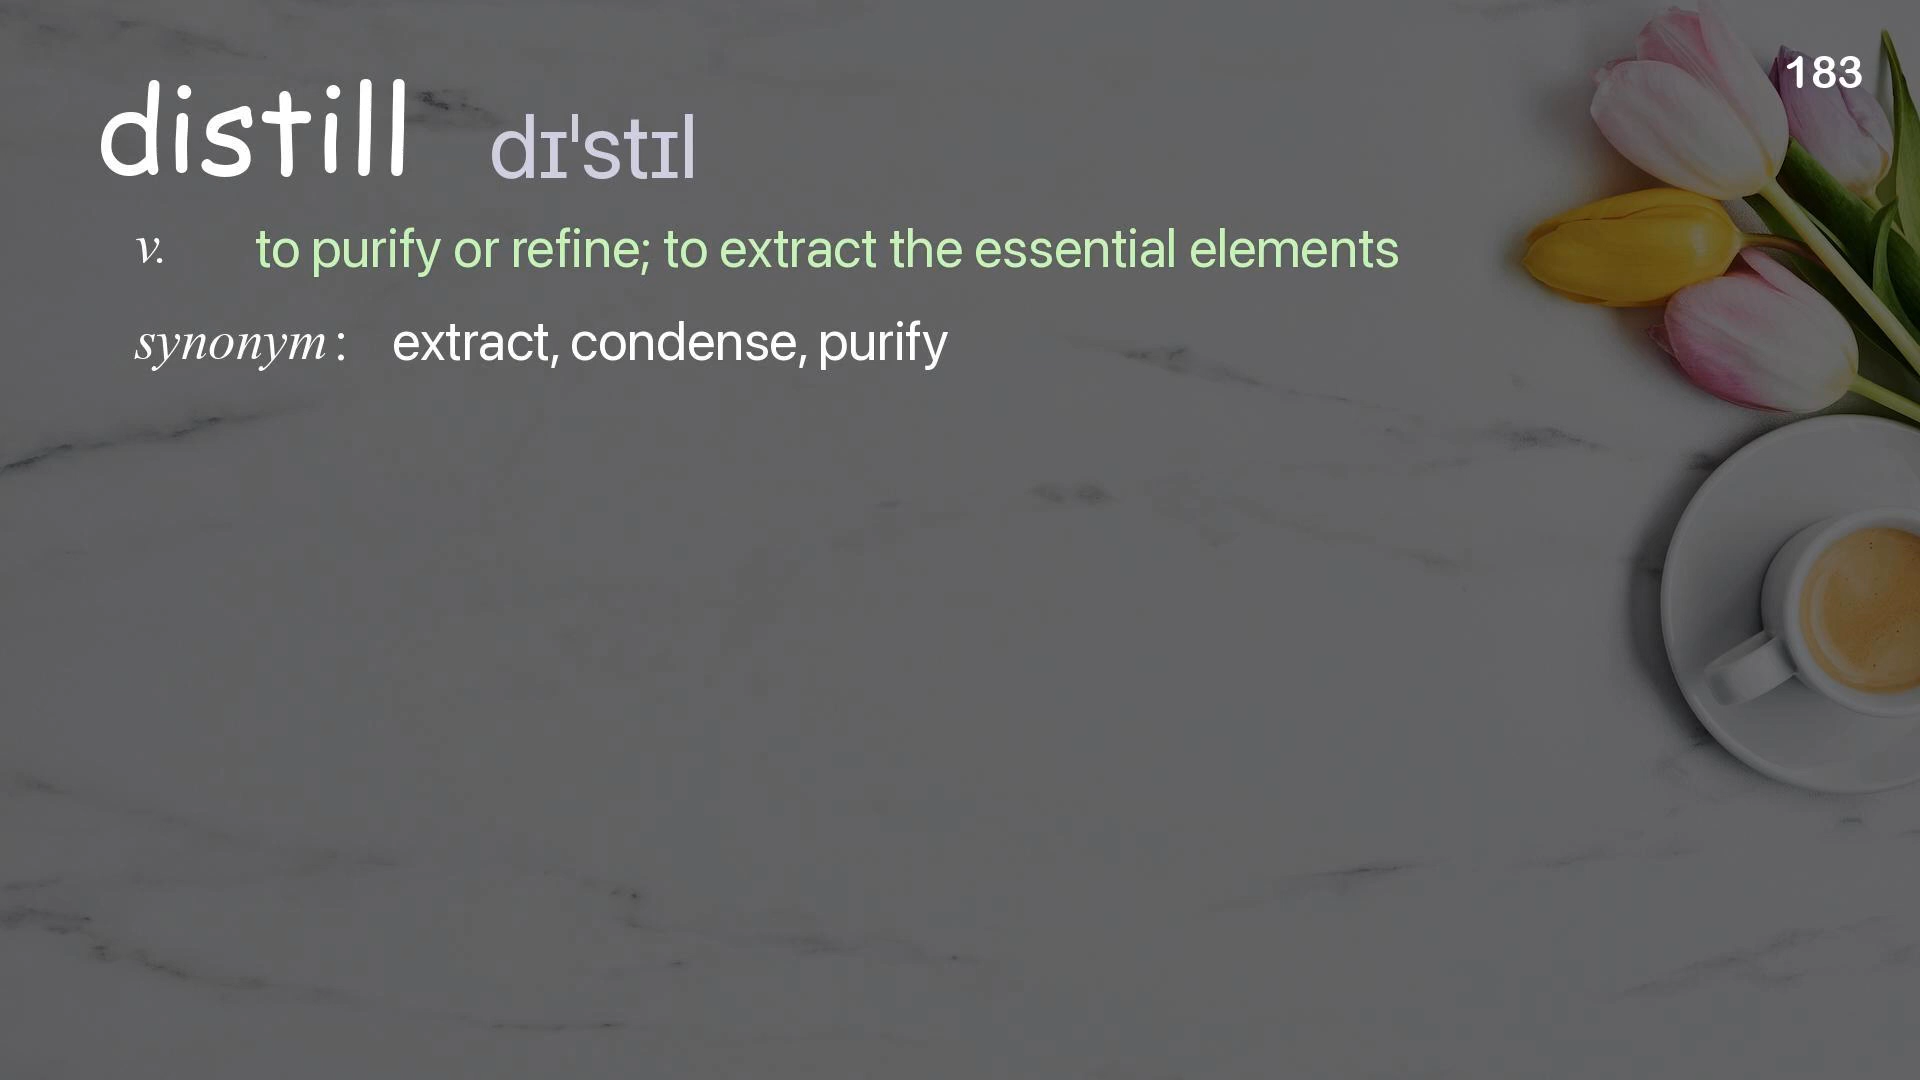 183
distill dɪˈstɪl
v. to purify or refine; to extract the essential elements
synonym : extract, condense, purify